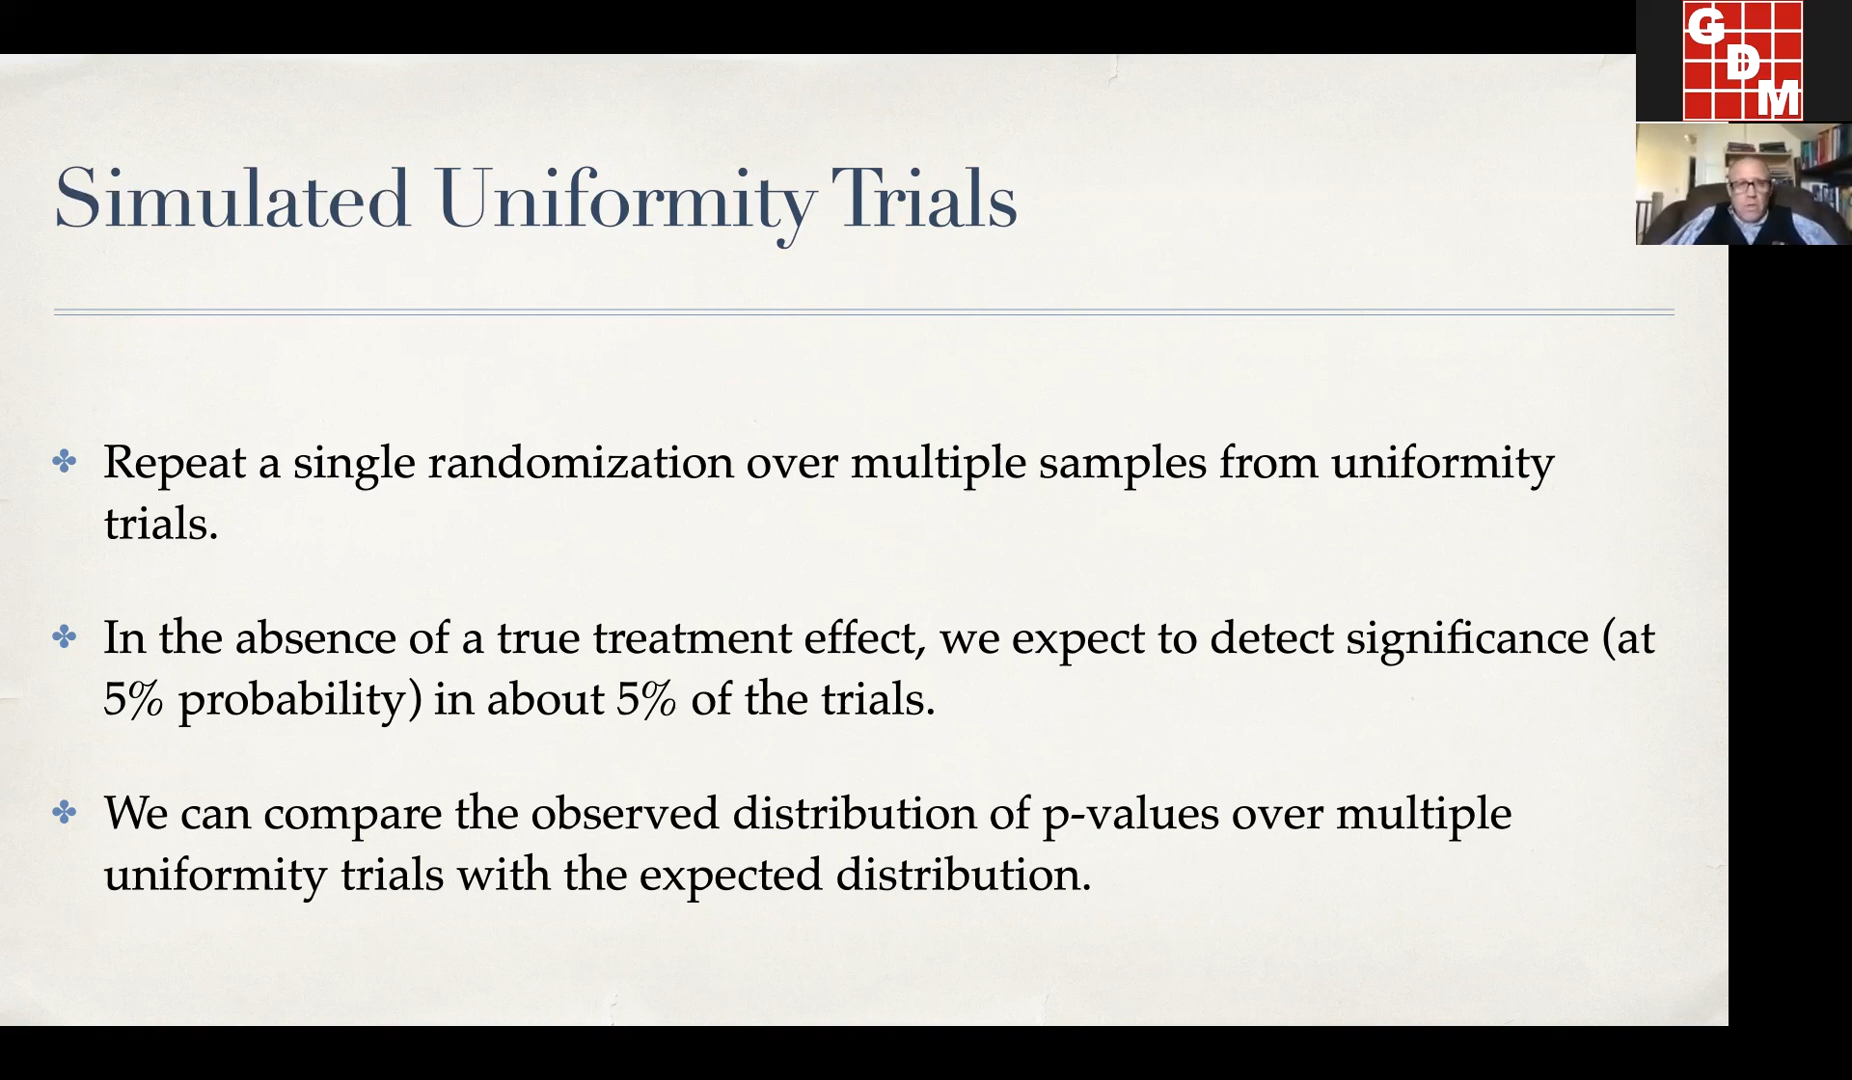 G
D
M
Simulated Uniformity Trials
Repeat a single randomization over multiple samples from uniformity
trials.
In the absence of a true treatment effect, we expect to detect significance (at
5% probability) in about 5% of the trials.
We can compare the observed distribution of p-values over multiple
uniformity trials with the expected distribution.